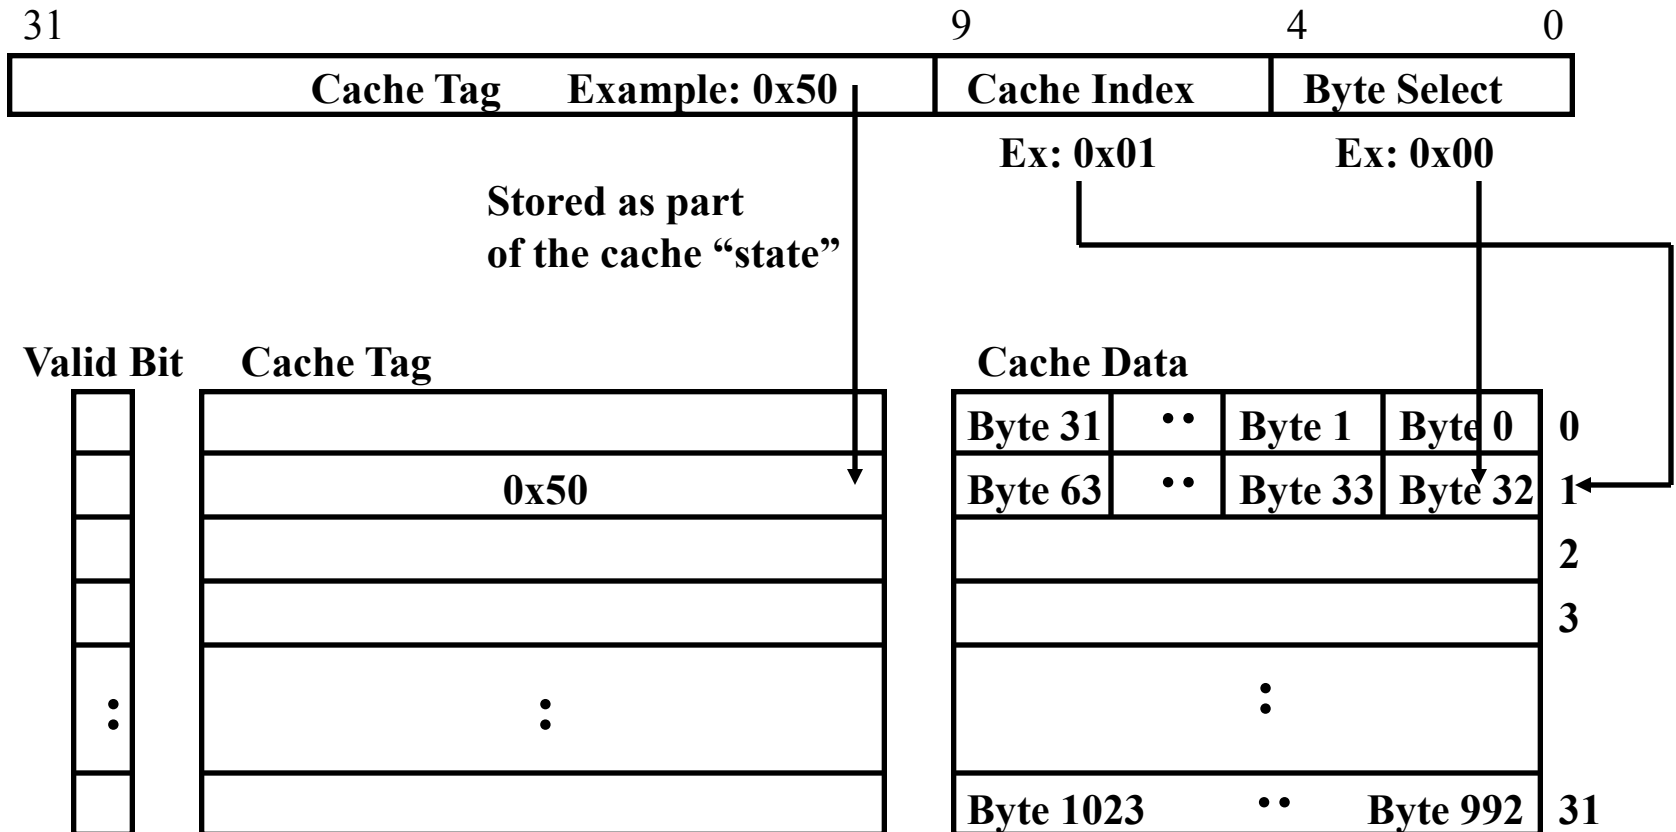 31 9 4 0
Cache Tag Example: 0x50 Cache Index Byte Select
Ex: 0x01 Ex: 0x00
Stored as part
of the cache “state”
Valid Bit Cache Tag Cache Data
Byte 31 •• Byte 1 Byte 0 0
0x50 Byte 63 •• Byte 33 Byte 32 1
2
3
: : :
Byte 1023 •• Byte 992 31